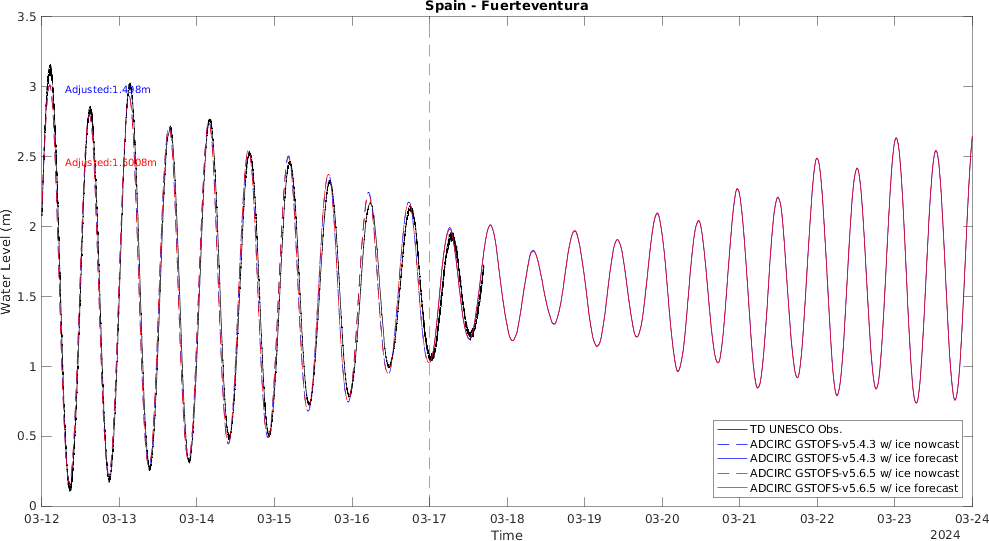 Spain - Fuerteventura
3.5
3
2.5
2
1.5
1
0.5
0
Water Level (m)
Adjusted:1.498m
Adjusted:1.5008m
TD UNESCO Obs.
ADCIRC GSTOFS-v5.4.3 w/ ice nowcast
ADCIRC GSTOFS-v5.4.3 w/ ice forecast
ADCIRC GSTOFS-v5.6.5 w/ ice nowcast
ADCIRC GSTOFS-v5.6.5 w/ ice forecast
03-12 03-13 03-14 03-15 03-16 03-17 03-18 03-19 03-20 03-21 03-22 03-23 03-24
Time
2024